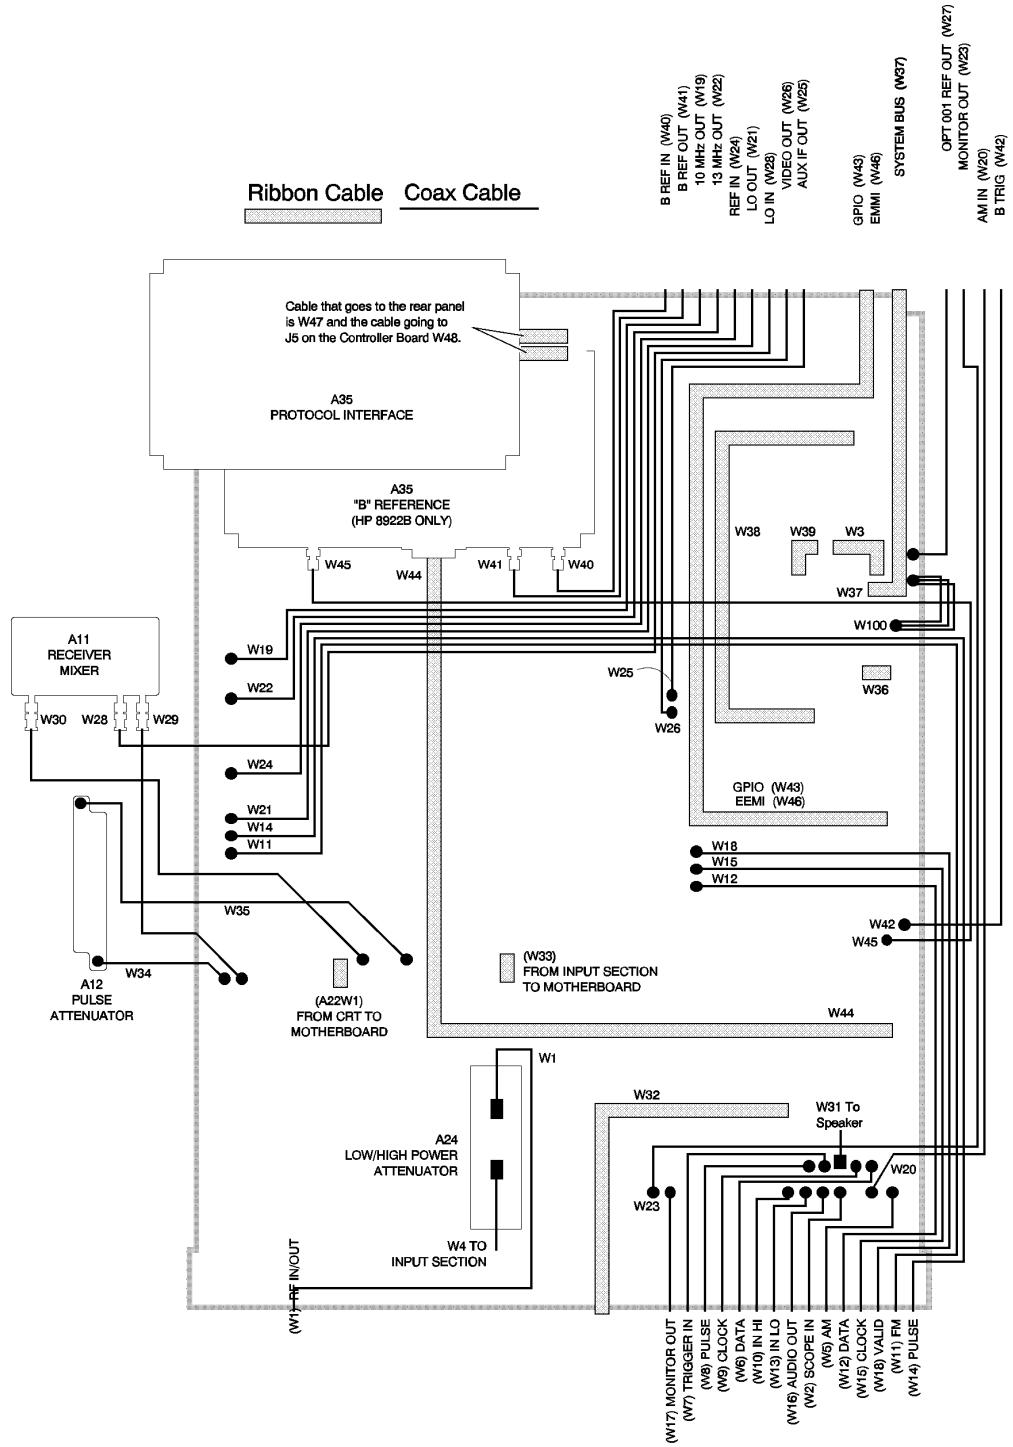 B REF IN (W40)
B REF OUT (W41)
10 MHz OUT (W19)
13 MHz OUT (W22)
REF IN (W24)
LO OUT (W21)
LO IN (W28)
VIDEO OUT (W26)
AUX IF OUT (W25)
GPIO (W43)
EMMI (W46)
SYSTEM BUS (W37)
OPT 001 REF OUT (W27)
MONITOR OUT (W23)
AM IN (W20)
B TRIG (W42)
Ribbon Cable
Coax Cable
Cable that goes to the rear panel
is W47 and the cable going to
J5 on the Controller Board W48.
A35
PROTOCOL INTERFACE
A35
"B" REFERENCE
(HP 8922B ONLY)
W45
W44
W41
W40
W38
W39
W3
W37
W100
W36
A11
RECEIVER
MIXER
W30
W28
W29
W19
W22
W24
W21
W14
W11
W25
W26
GPIO (W43)
EEMI (W46)
W18
W15
W12
W42
W45
W35
W34
A12
PULSE
ATTENUATOR
(A22W1)
FROM CRT TO
MOTHERBOARD
(W33)
FROM INPUT SECTION
TO MOTHERBOARD
W44
W1
W32
W31 To
Speaker
A24
LOW/HIGH POWER
ATTENUATOR
W20
W23
W4 TO
INPUT SECTION
(W1) RF IN/OUT
(W17) MONITOR OUT
(W7) TRIGGER IN
(W8) PULSE
(W9) CLOCK
(W6) DATA
(W10) IN HI
(W13) IN LO
(W16) AUDIO OUT
(W2) SCOPE IN
(W5) AM
(W12) DATA
(W15) CLOCK
(W18) VALID
(W11) FM
(W14) PULSE